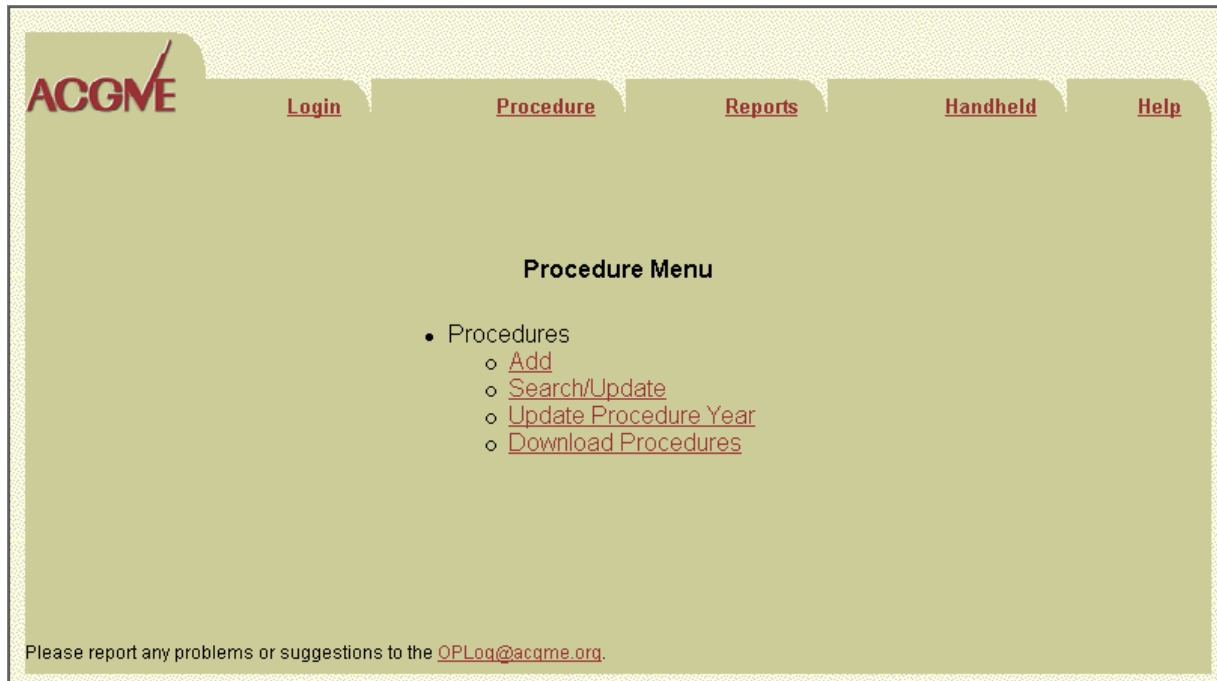 ACGME
Login Procedure Reports Handheld Help
Procedure Menu
• Procedures
o Add
o Search/Update
o Update Procedure Year
o Download Procedures
Please report any problems or suggestions to the OPLog@acgme.org.